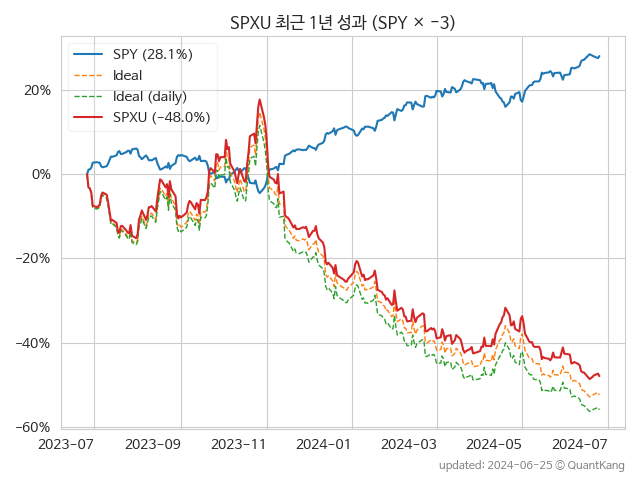 SPXU 최근 1년 성과 (SPY × −3)
SPY (28.1%)
Ideal
Ideal (daily)
SPXU (−48.0%)
20%
0%
−20%
−40%
−60%
2023-07 2023-09 2023-11 2024-01 2024-03 2024-05 2024-07
updated: 2024-06-25 ⓒ QuantKang